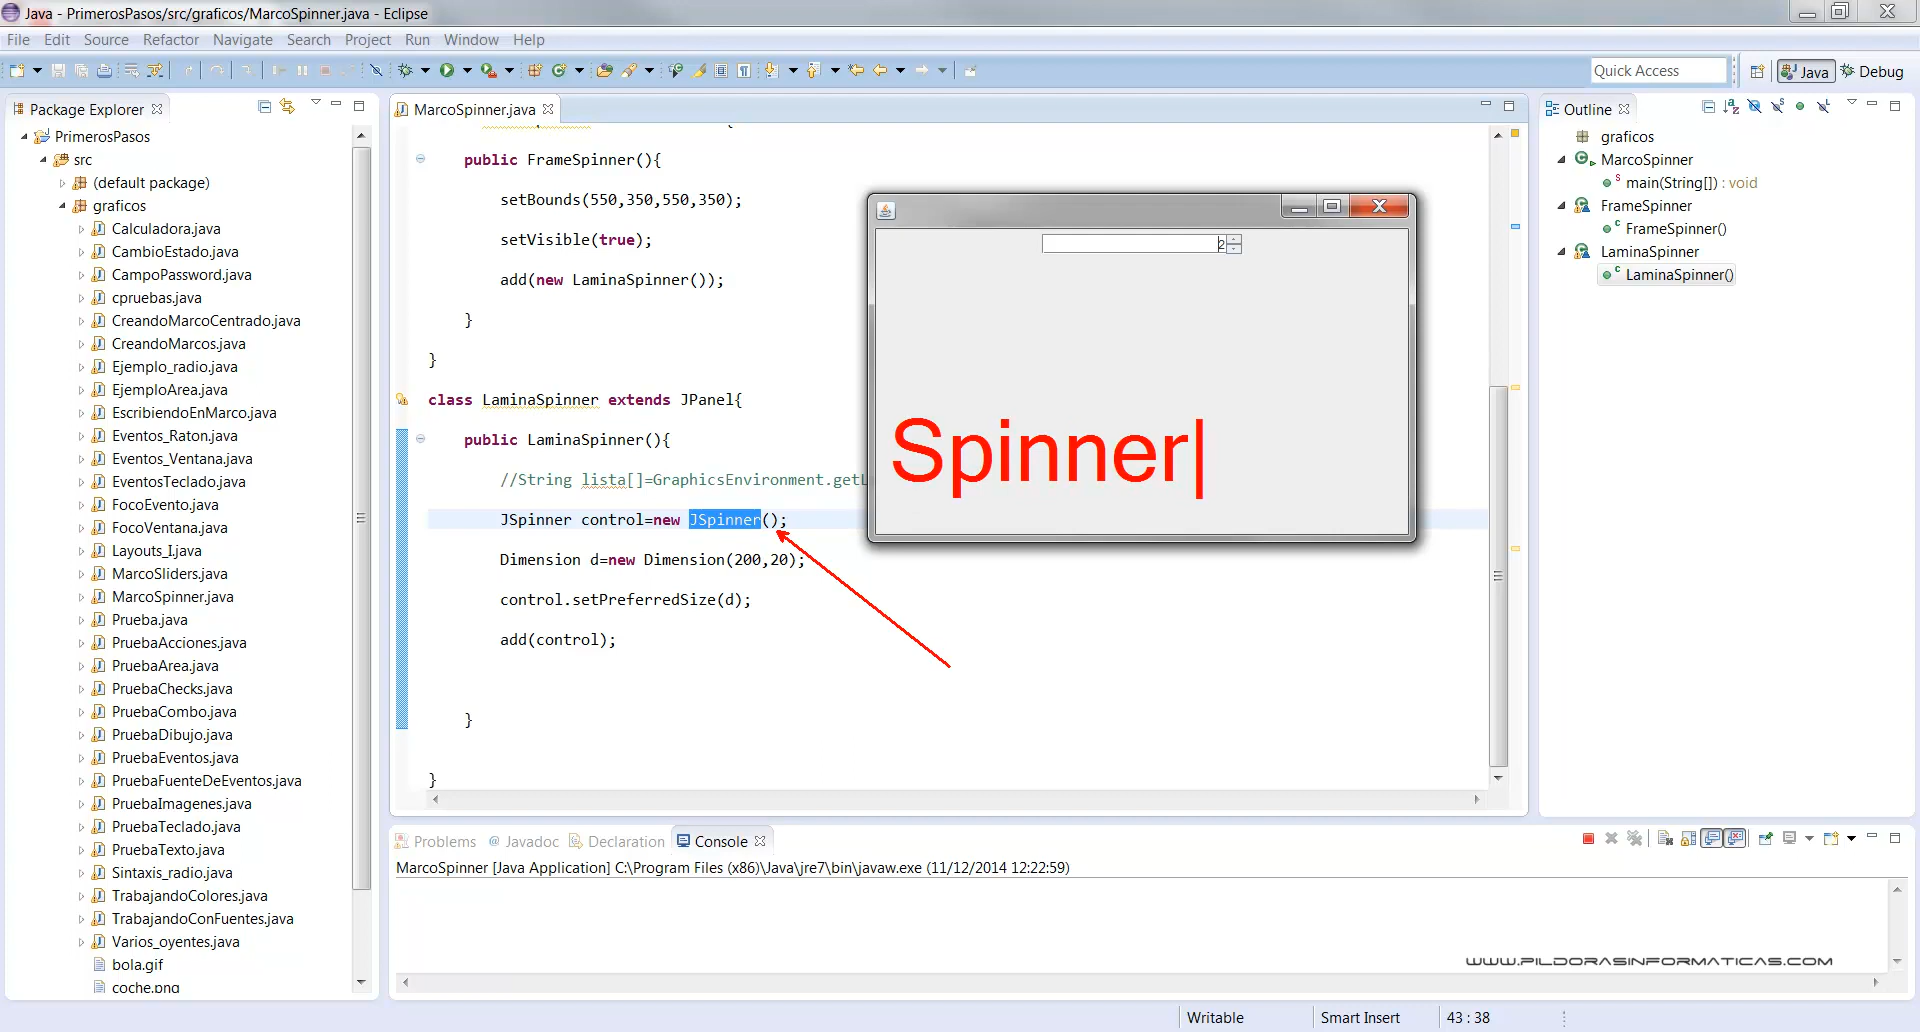 Java - PrimerosPasos/src/graficos/MarcoSpinner.java - Eclipse
File Edit Source Refactor Navigate Search Project Run Window Help
Quick Access
Java
Debug
Package Explorer
PrimerosPasos
src
(default package)
graficos
Calculadora.java
CambioEstado.java
CampoPassword.java
cpruebas.java
CreandoMarcoCentrado.java
CreandoMarcos.java
Ejemplo_radio.java
EjemploArea.java
EscribiendoEnMarco.java
Eventos_Raton.java
Eventos_Ventana.java
EventosTeclado.java
FocoEvento.java
FocoVentana.java
Layouts_I.java
MarcoSliders.java
MarcoSpinner.java
Prueba.java
PruebaAcciones.java
PruebaArea.java
PruebaChecks.java
PruebaCombo.java
PruebaDibujo.java
PruebaEventos.java
PruebaFuenteDeEventos.java
PruebaImagenes.java
PruebaTeclado.java
PruebaTexto.java
Sintaxis_radio.java
TrabajandoColores.java
TrabajandoConFuentes.java
Varios_oyentes.java
bola.gif
coche.png
MarcoSpinner.java
{
public FrameSpinner(){
setBounds(550,350,550,350);
setVisible(true);
add(new LaminaSpinner());
}
}
class LaminaSpinner extends JPanel{
public LaminaSpinner(){
//String lista[]=GraphicsEnvironment.getL
JSpinner control=new JSpinner();
Dimension d=new Dimension(200,20);
control.setPreferredSize(d);
add(control);
}
}
2
Spinner
Outline
graficos
MarcoSpinner
main(String[]) : void
FrameSpinner
FrameSpinner()
LaminaSpinner
LaminaSpinner()
Problems @ Javadoc Declaration Console
MarcoSpinner [Java Application] C:\Program Files (x86)\Java\jre7\bin\javaw.exe (11/12/2014 12:22:59)
WWW.PILDORASINFORMATICAS.COM
Writable
Smart Insert
43 : 38